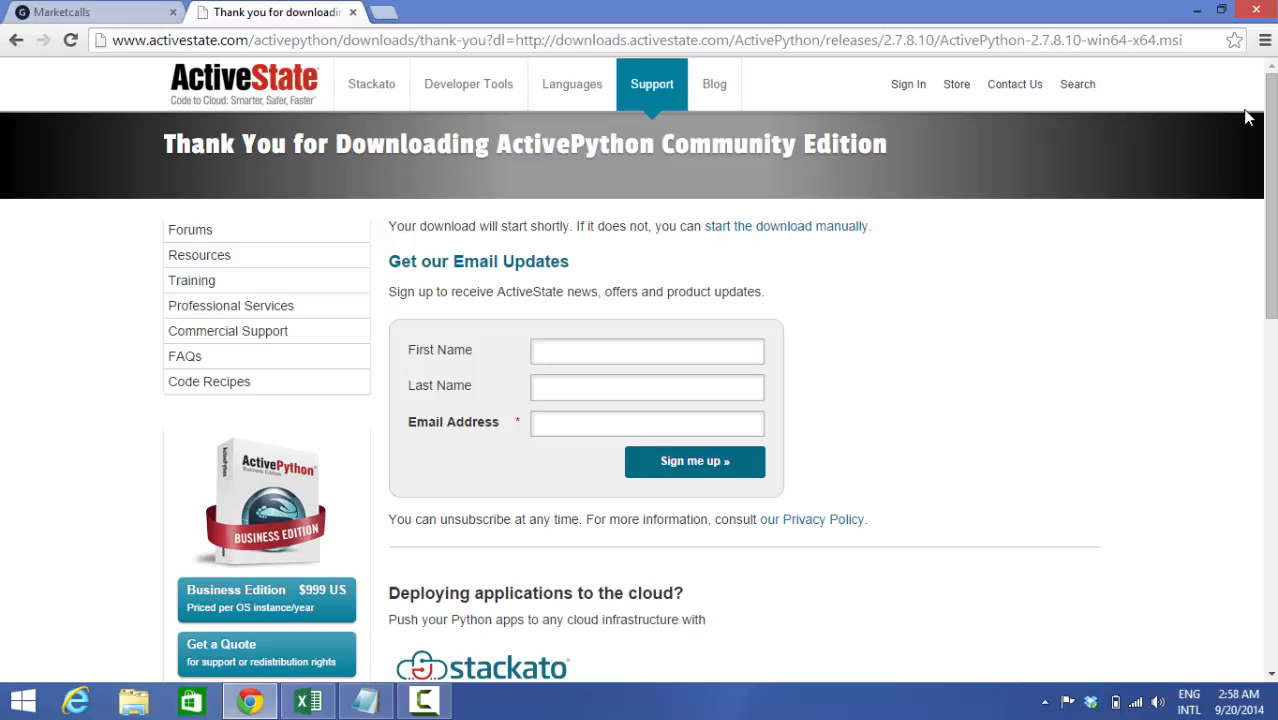 Marketcalls
Thank you for downloadi
www.activestate.com/activepython/downloads/thank-you?dl=http://downloads.activestate.com/ActivePython/releases/2.7.8.10/ActivePython-2.7.8.10-win64-x64.msi
ActiveState
Code to Cloud: Smarter, Safer, Faster™
Stackato
Developer Tools
Languages
Support
Blog
Sign In
Store
Contact Us
Search
Thank You for Downloading ActivePython Community Edition
Forums
Resources
Training
Professional Services
Commercial Support
FAQs
Code Recipes
ActivePython
Business Edition
BUSINESS EDITION
Business Edition $999 US
Priced per OS instance/year
Get a Quote
for support or redistribution rights
Your download will start shortly. If it does not, you can start the download manually.
Get our Email Updates
Sign up to receive ActiveState news, offers and product updates.
First Name
Last Name
Email Address *
Sign me up »
You can unsubscribe at any time. For more information, consult our Privacy Policy.
Deploying applications to the cloud?
Push your Python apps to any cloud infrastructure with
stackato
ENG
INTL
2:58 AM
9/20/2014